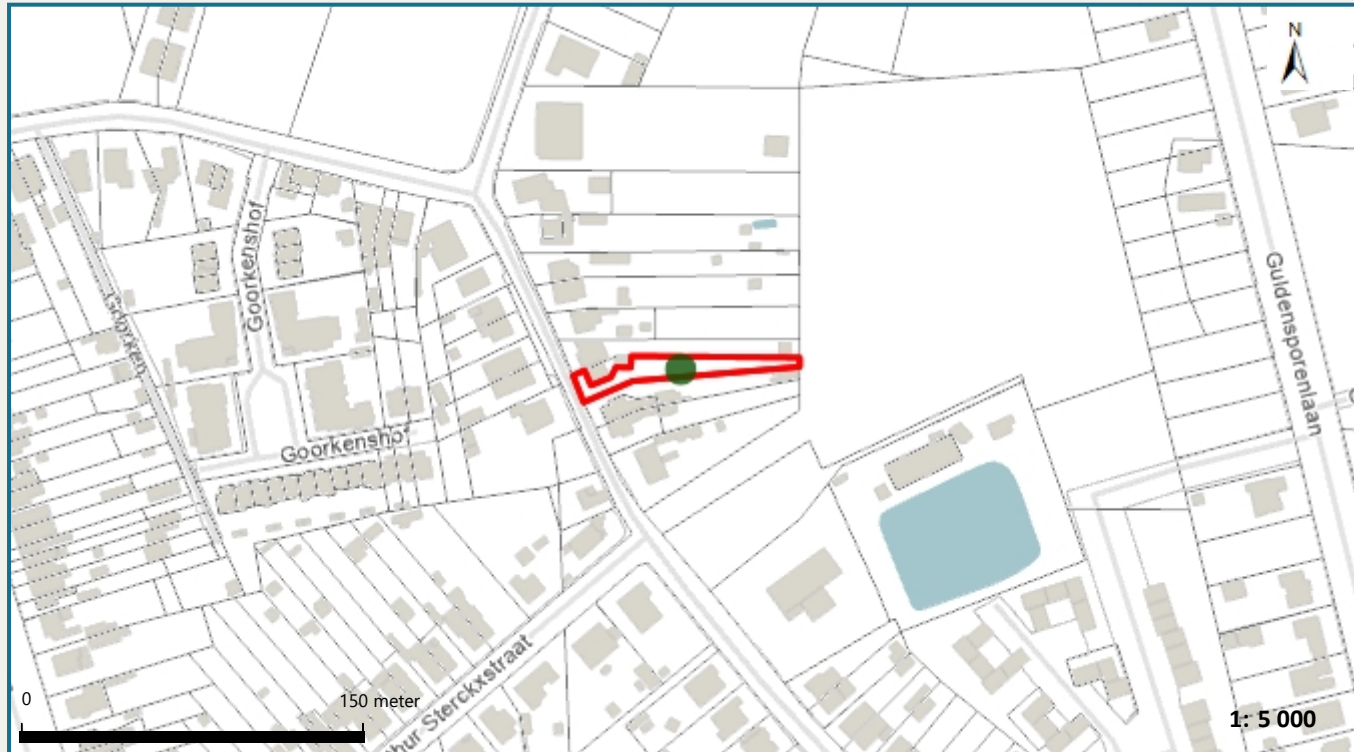 N
Goorkenshof
Goorken
Guldensporenlaan
Goorkenshof
Sterckxstraat
0
150 meter
1: 5 000